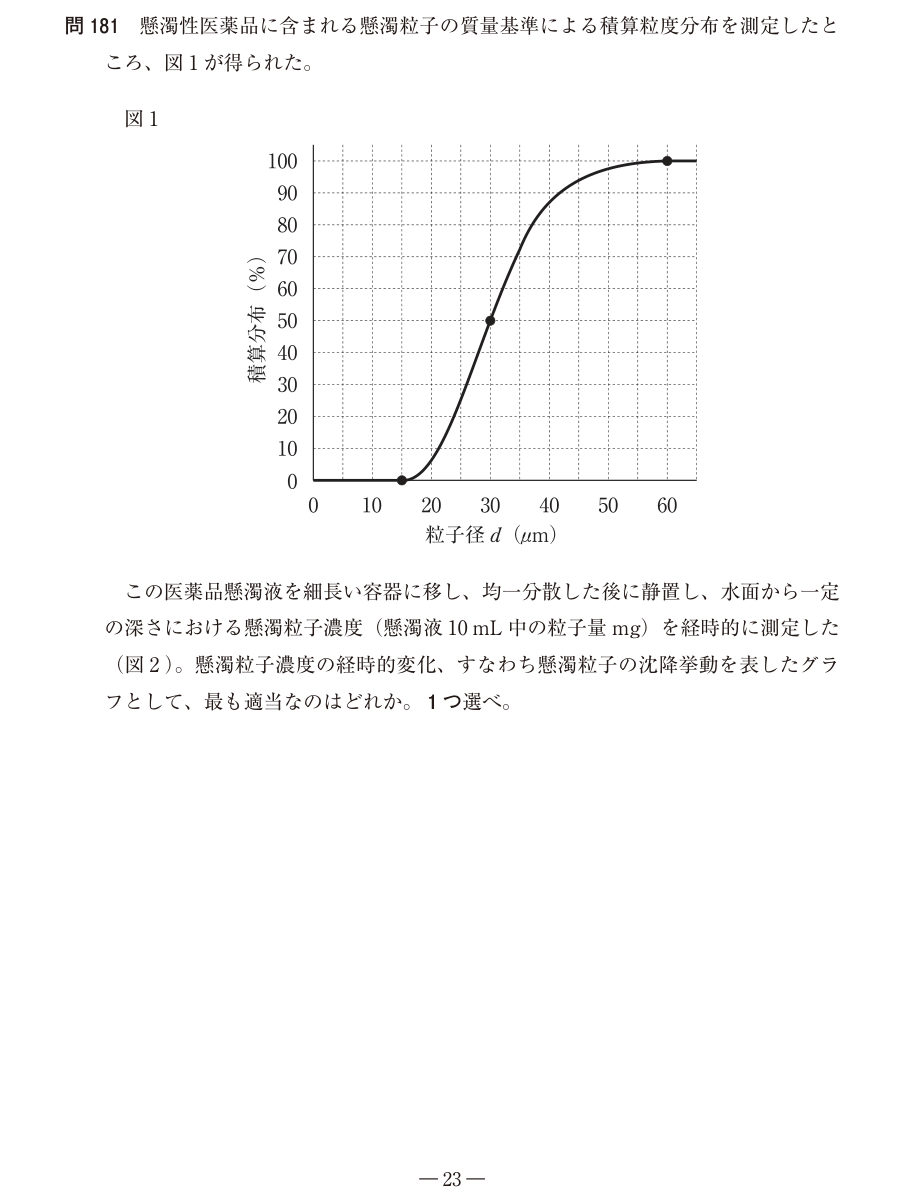 問 181　懸濁性医薬品に含まれる懸濁粒子の質量基準による積算粒度分布を測定したと
ころ、図 1 が得られた。
図 1
100
90
80
70
60
50
40
30
20
10
0
積算分布（%）
0 10 20 30 40 50 60
粒子径 d（μm）
この医薬品懸濁液を細長い容器に移し、均一分散した後に静置し、水面から一定
の深さにおける懸濁粒子濃度（懸濁液 10 mL 中の粒子量 mg）を経時的に測定した
（図 2）。懸濁粒子濃度の経時的変化、すなわち懸濁粒子の沈降挙動を表したグラ
フとして、最も適当なのはどれか。1つ選べ。
— 23 —